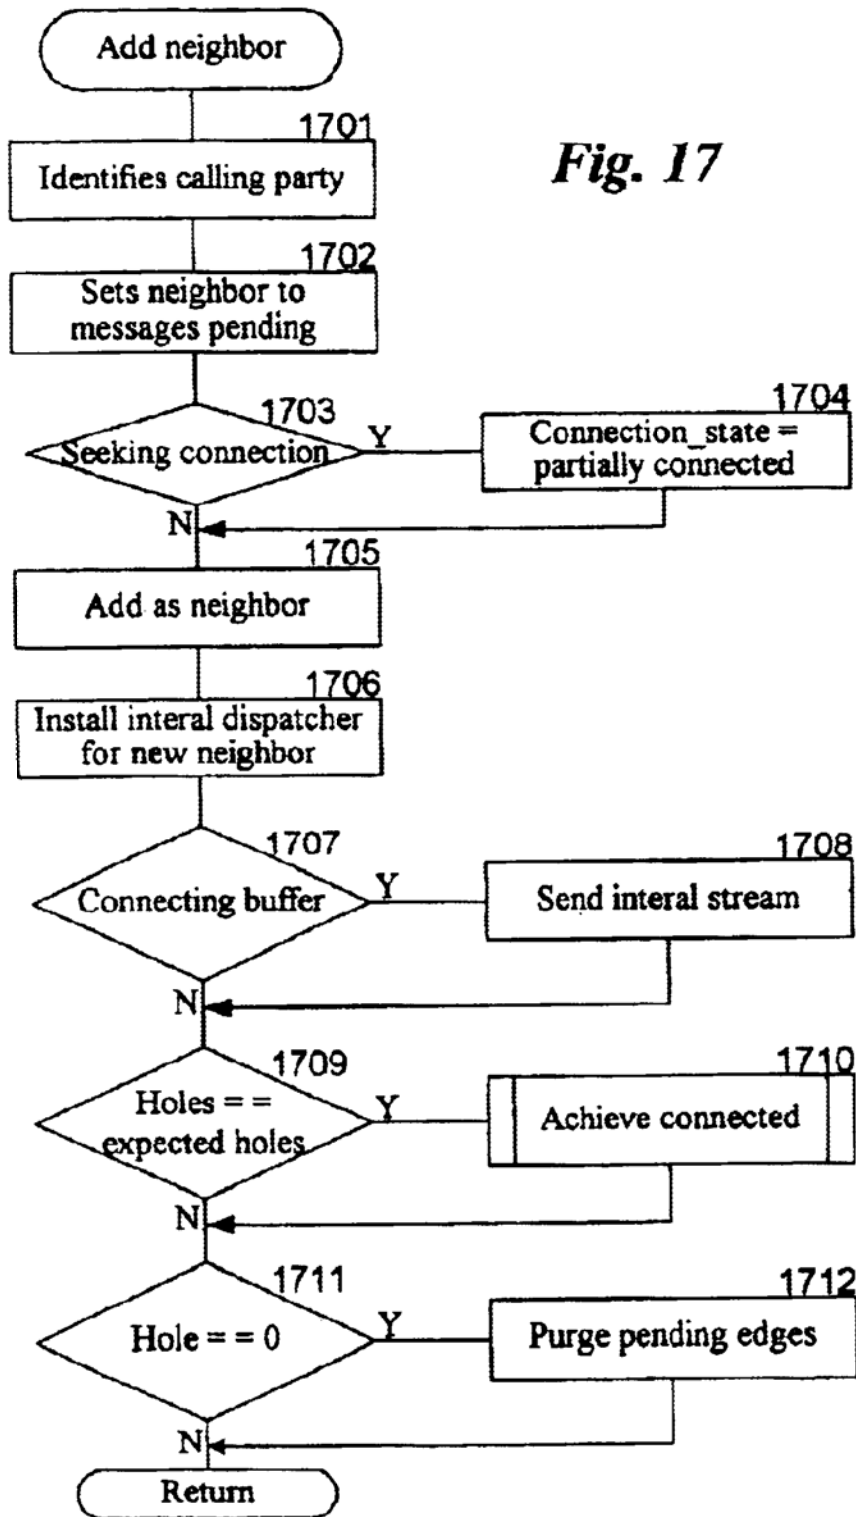 Add neighbor
Fig. 17
1701
Identifies calling party
1702
Sets neighbor to
messages pending
1703
Seeking connection
Y
1704
Connection_state =
partially connected
N
1705
Add as neighbor
1706
Install interal dispatcher
for new neighbor
1707
Connecting buffer
Y
1708
Send interal stream
N
1709
Holes = =
expected holes
Y
1710
Achieve connected
N
1711
Hole = = 0
Y
1712
Purge pending edges
N
Return